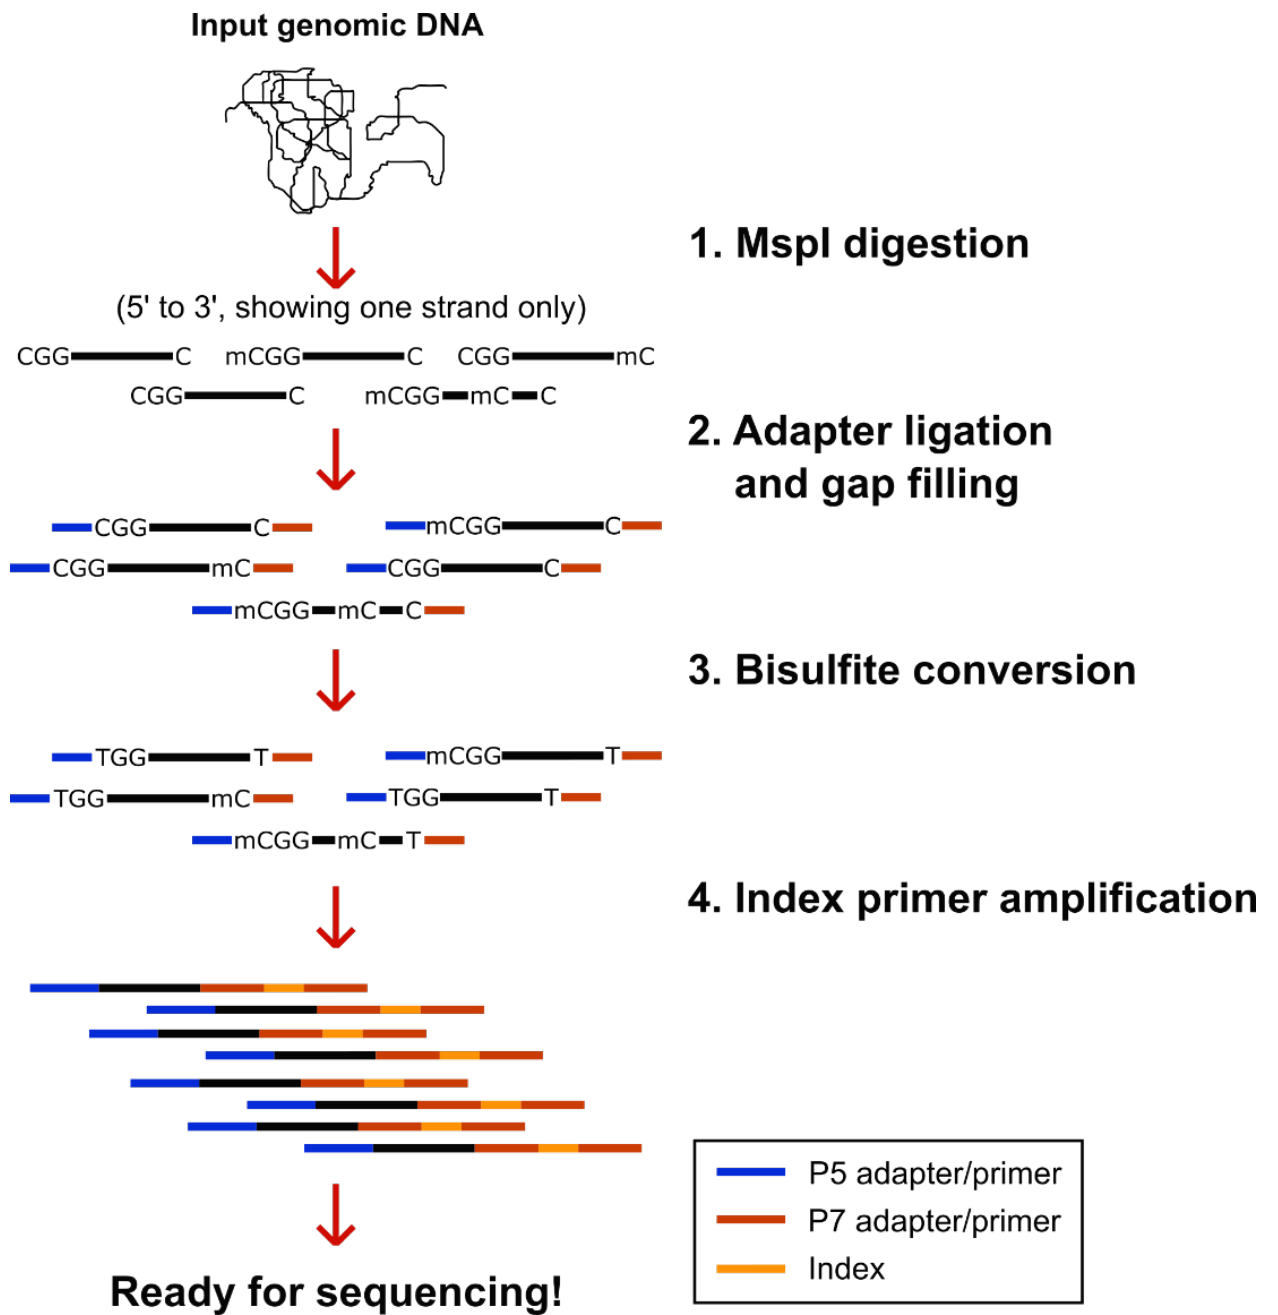 Input genomic DNA
1. MspI digestion
(5' to 3', showing one strand only)
CGG C mCGG C CGG mC
CGG C mCGG mC C
2. Adapter ligation
and gap filling
CGG C mCGG C
CGG mC CGG C
mCGG mC C
3. Bisulfite conversion
TGG T mCGG T
TGG mC TGG T
mCGG mC T
4. Index primer amplification
P5 adapter/primer
P7 adapter/primer
Index
Ready for sequencing!